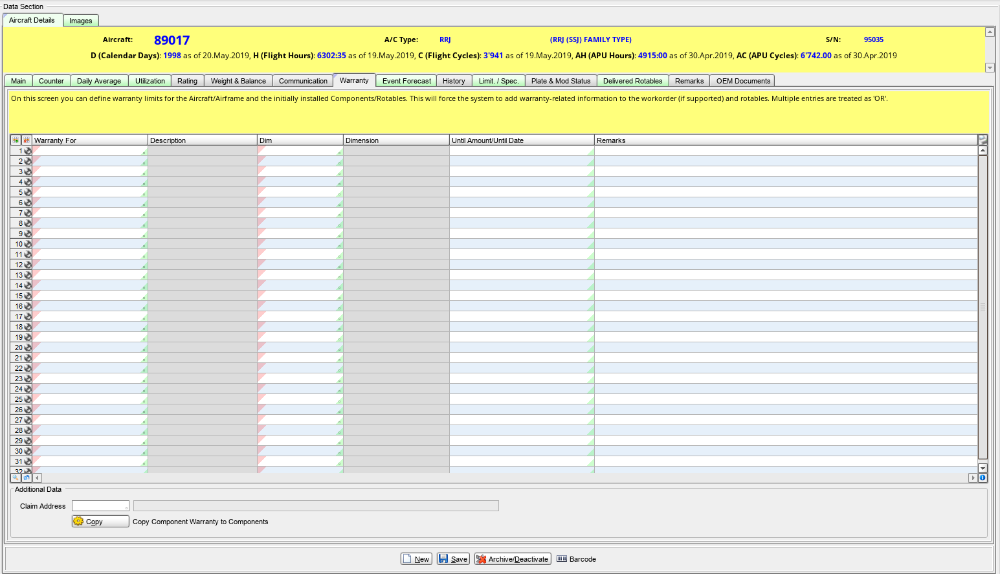 Data Section
Aircraft Details Images
Aircraft: 89017 A/C Type: RRJ (RRJ (SSJ) FAMILY TYPE) S/N: 95035
D (Calendar Days): 1998 as of 20.May.2019, H (Flight Hours): 6302:35 as of 19.May.2019, C (Flight Cycles): 3'941 as of 19.May.2019, AH (APU Hours): 4915:00 as of 30.Apr.2019, AC (APU Cycles): 6'742.00 as of 30.Apr.2019
Main Counter Daily Average Utilization Rating Weight & Balance Communication Warranty Event Forecast History Limit. / Spec. Plate & Mod Status Delivered Rotables Remarks OEM Documents
On this screen you can define warranty limits for the Aircraft/Airframe and the initially installed Components/Rotables. This will force the system to add warranty-related information to the workorder (if supported) and rotables. Multiple entries are treated as 'OR'.
Warranty For Description Dim Dimension Until Amount/Until Date Remarks
1
2
3
4
5
6
7
8
9
10
11
12
13
14
15
16
17
18
19
20
21
22
23
24
25
26
27
28
29
30
31
32
Additional Data
Claim Address
Copy Copy Component Warranty to Components
New Save Archive/Deactivate Barcode